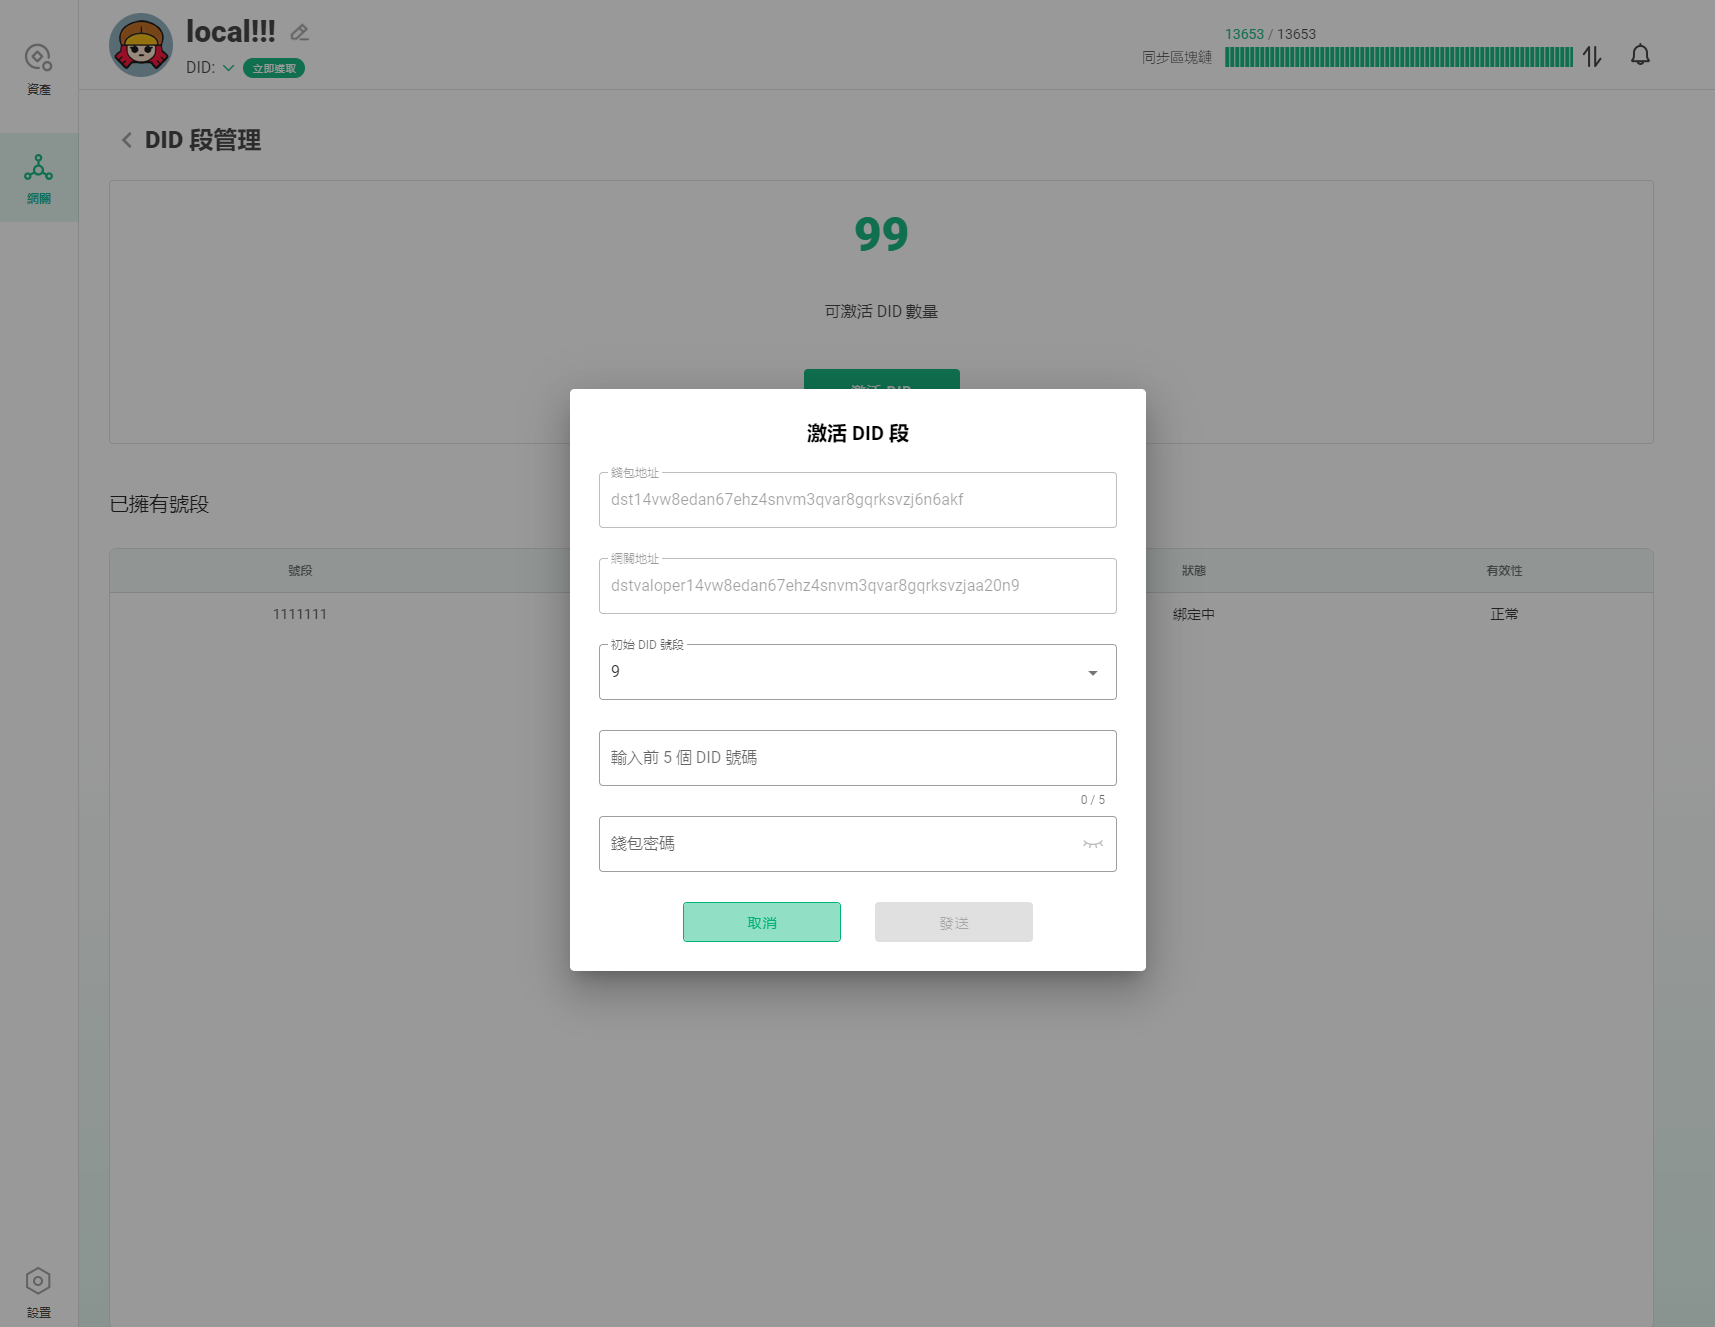 local!!!
DID:
立即獲取
13653 / 13653
同步區塊鏈
資產
網關
DID 段管理
99
可激活 DID 數量
激活 DID
激活 DID 段
錢包地址
dst14vw8edan67ehz4snvm3qvar8gqrksvzj6n6akf
網關地址
dstvaloper14vw8edan67ehz4snvm3qvar8gqrksvzjaa20n9
初始 DID 號段
9
輸入前 5 個 DID 號碼
0 / 5
錢包密碼
取消
發送
已擁有號段
號段
狀態
有效性
1111111
綁定中
正常
設置